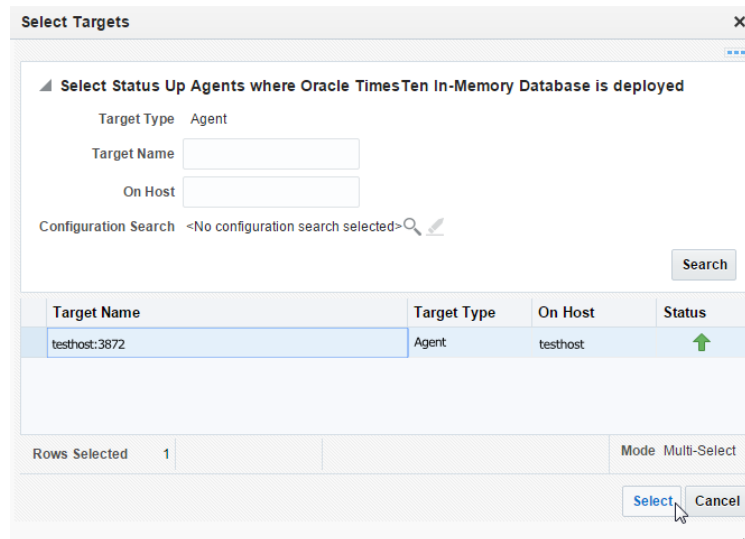 Select Targets
Select Status Up Agents where Oracle TimesTen In-Memory Database is deployed
Target Type Agent
Target Name
On Host
Configuration Search <No configuration search selected>
Search
Target Name Target Type On Host Status
testhost:3872 Agent testhost
Rows Selected 1 Mode Multi-Select
Select Cancel